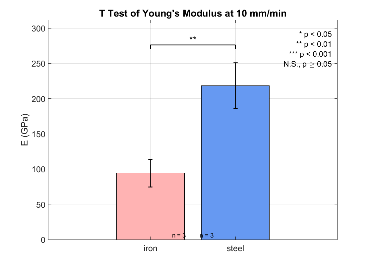 T Test of Young's Modulus at 10 mm/min
* p < 0.05
** p < 0.01
*** p < 0.001
N.S., p ≥ 0.05
**
300
250
200
150
100
50
0
E (GPa)
n = 3
n = 3
iron
steel